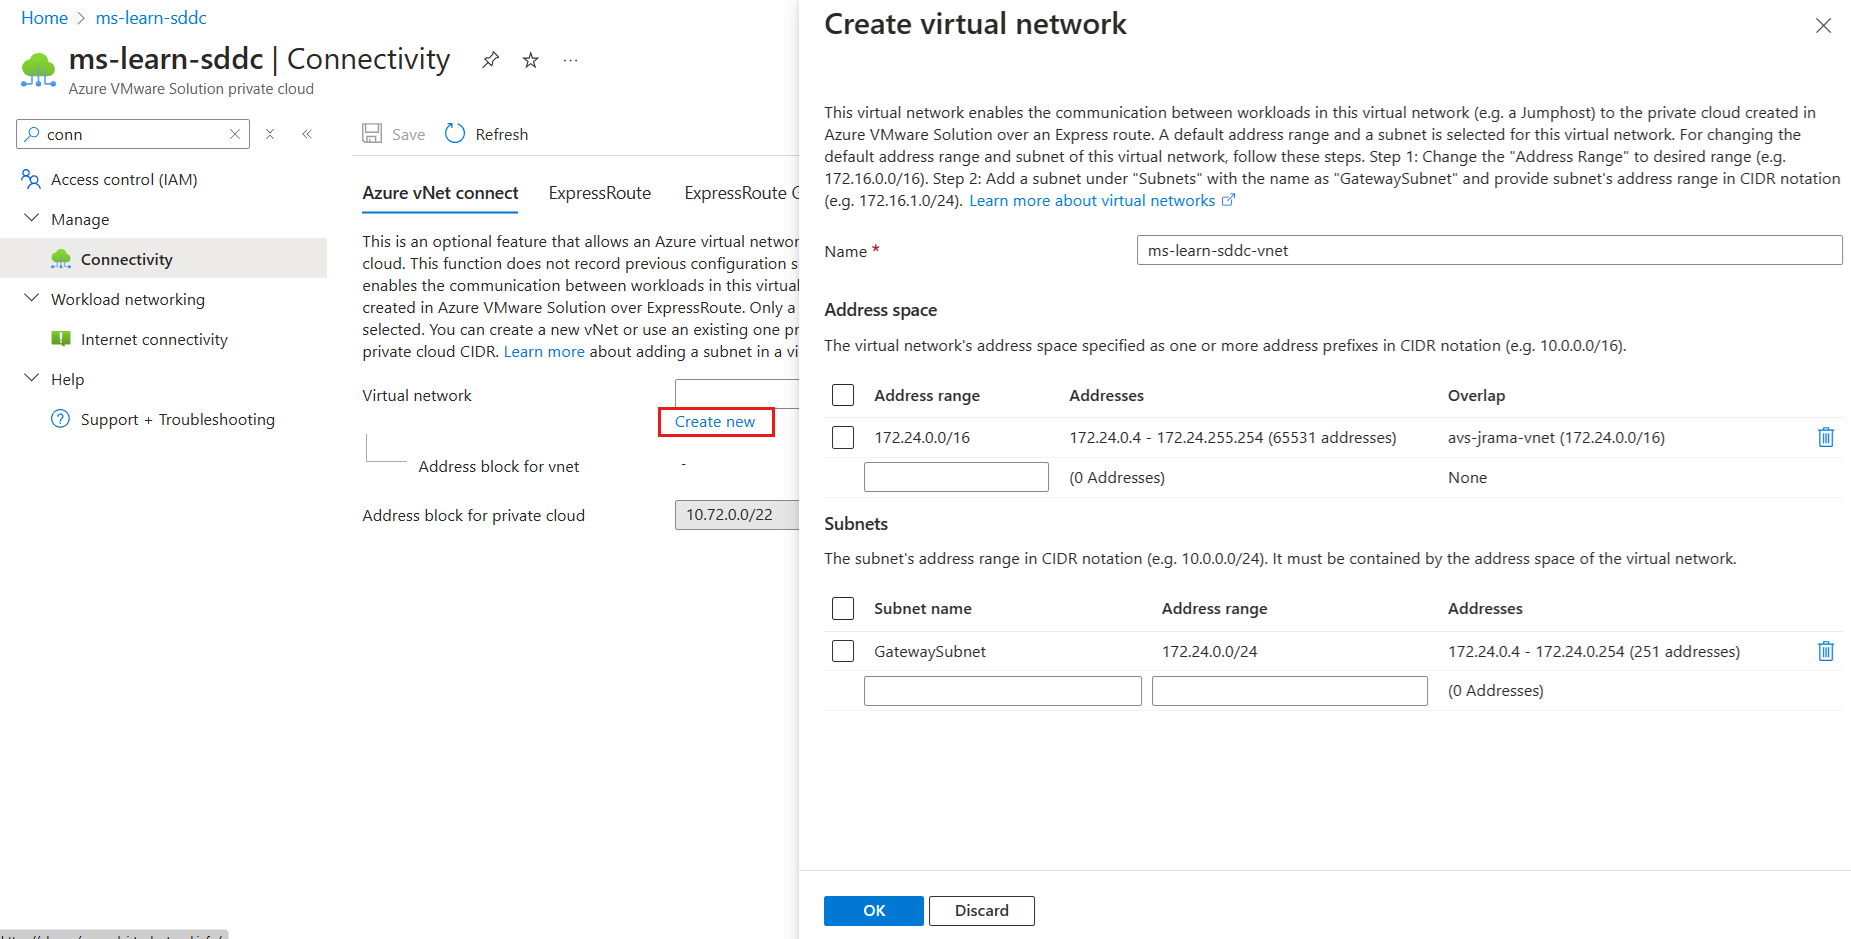 Home > ms-learn-sddc
ms-learn-sddc | Connectivity
Azure VMware Solution private cloud
conn
Access control (IAM)
Manage
Connectivity
Workload networking
Internet connectivity
Help
Support + Troubleshooting
Save Refresh
Azure vNet connect ExpressRoute ExpressRoute
This is an optional feature that allows an Azure virtual
cloud. This function does not record previous configuration
enables the communication between workloads in this virtual
created in Azure VMware Solution over ExpressRoute. Only a
selected. You can create a new vNet or use an existing one
private cloud CIDR. Learn more about adding a subnet in a
Virtual network
Create new
Address block for vnet -
Address block for private cloud 10.72.0.0/22
Create virtual network
This virtual network enables the communication between workloads in this virtual network (e.g. a Jumphost) to the private cloud created in
Azure VMware Solution over an Express route. A default address range and a subnet is selected for this virtual network. For changing the
default address range and subnet of this virtual network, follow these steps. Step 1: Change the "Address Range" to desired range (e.g.
172.16.0.0/16). Step 2: Add a subnet under "Subnets" with the name as "GatewaySubnet" and provide subnet's address range in CIDR notation
(e.g. 172.16.1.0/24). Learn more about virtual networks
Name * ms-learn-sddc-vnet
Address space
The virtual network's address space specified as one or more address prefixes in CIDR notation (e.g. 10.0.0.0/16).
Address range Addresses Overlap
172.24.0.0/16 172.24.0.4 - 172.24.255.254 (65531 addresses) avs-jrama-vnet (172.24.0.0/16)
(0 Addresses) None
Subnets
The subnet's address range in CIDR notation (e.g. 10.0.0.0/24). It must be contained by the address space of the virtual network.
Subnet name Address range Addresses
GatewaySubnet 172.24.0.0/24 172.24.0.4 - 172.24.0.254 (251 addresses)
(0 Addresses)
OK Discard